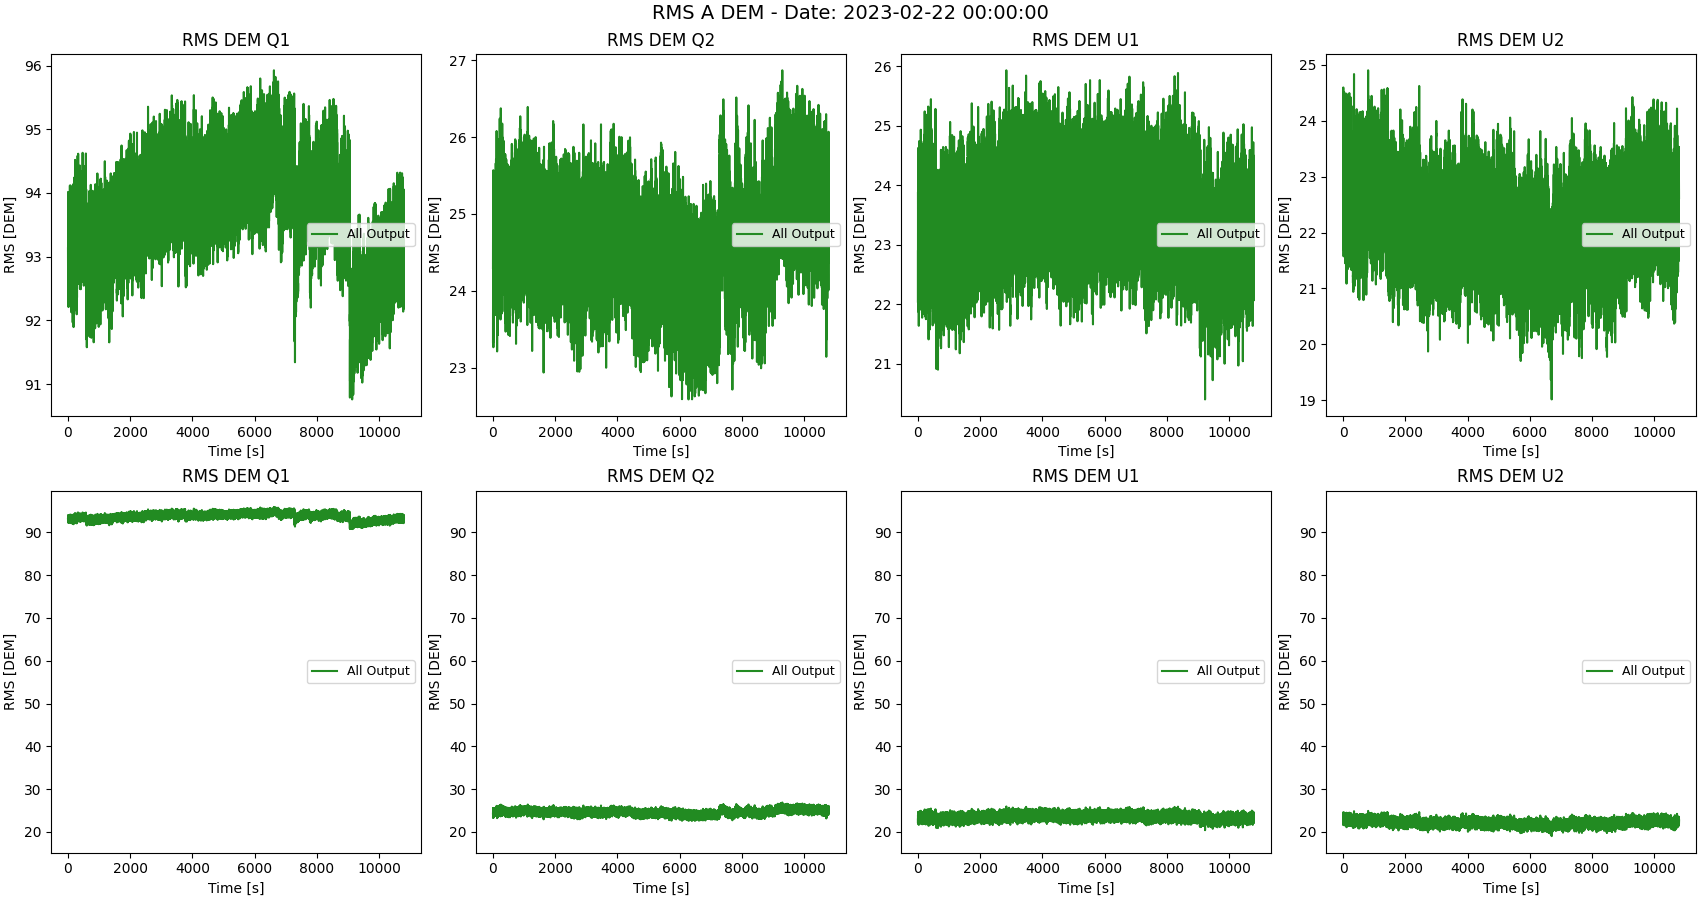 RMS A DEM - Date: 2023-02-22 00:00:00
RMS DEM Q1
RMS [DEM]
96
95
94
93
92
91
0 2000 4000 6000 8000 10000
Time [s]
All Output
RMS DEM Q2
RMS [DEM]
27
26
25
24
23
0 2000 4000 6000 8000 10000
Time [s]
All Output
RMS DEM U1
RMS [DEM]
26
25
24
23
22
21
0 2000 4000 6000 8000 10000
Time [s]
All Output
RMS DEM U2
RMS [DEM]
25
24
23
22
21
20
19
0 2000 4000 6000 8000 10000
Time [s]
All Output
RMS DEM Q1
RMS [DEM]
90
80
70
60
50
40
30
20
0 2000 4000 6000 8000 10000
Time [s]
All Output
RMS DEM Q2
RMS [DEM]
90
80
70
60
50
40
30
20
0 2000 4000 6000 8000 10000
Time [s]
All Output
RMS DEM U1
RMS [DEM]
90
80
70
60
50
40
30
20
0 2000 4000 6000 8000 10000
Time [s]
All Output
RMS DEM U2
RMS [DEM]
90
80
70
60
50
40
30
20
0 2000 4000 6000 8000 10000
Time [s]
All Output